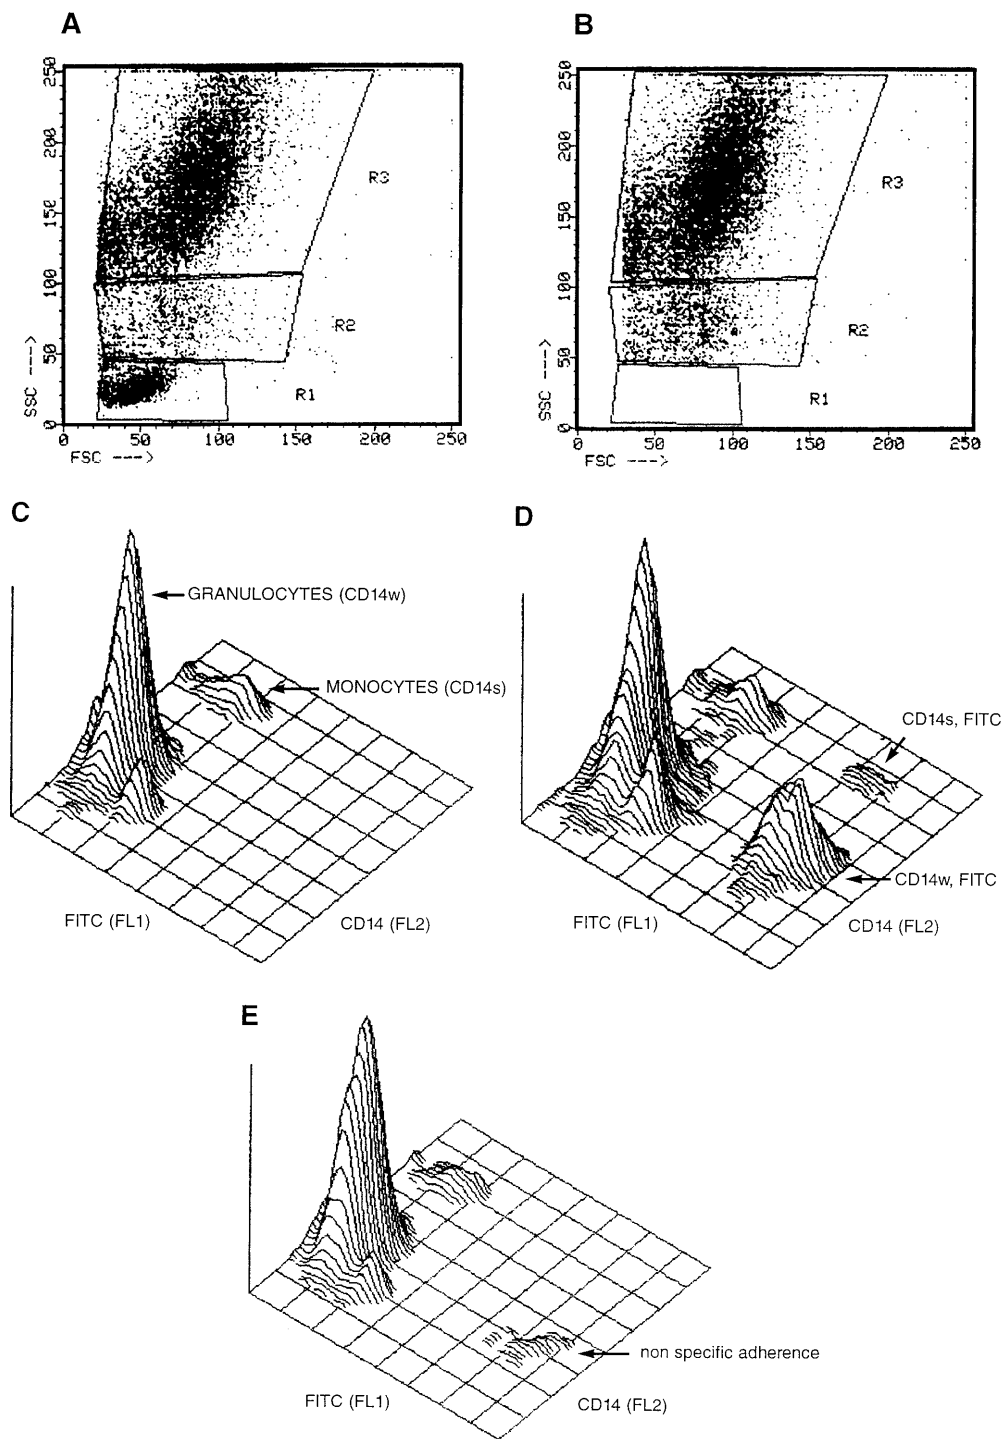 A
B
250
200
150
100
50
0
SSC --->
R3
R2
R1
0 50 100 150 200 250
FSC --->
250
200
150
100
50
0
SSC --->
R3
R2
R1
0 50 100 150 200 250
FSC --->
C
GRANULOCYTES (CD14w)
MONOCYTES (CD14s)
FITC (FL1)
CD14 (FL2)
D
CD14s, FITC
CD14w, FITC
FITC (FL1)
CD14 (FL2)
E
non specific adherence
FITC (FL1)
CD14 (FL2)